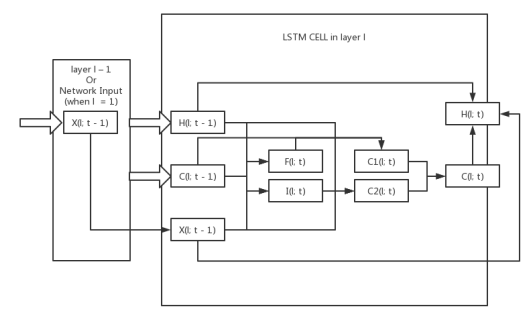 LSTM CELL in layer l
layer l – 1
Or
Network Input
(when l = 1)
X(l; t - 1)
H(l; t - 1)
H(l; t)
F(l; t)
C1(l; t)
C(l; t - 1)
C(l; t)
I(l; t)
C2(l; t)
X(l; t - 1)